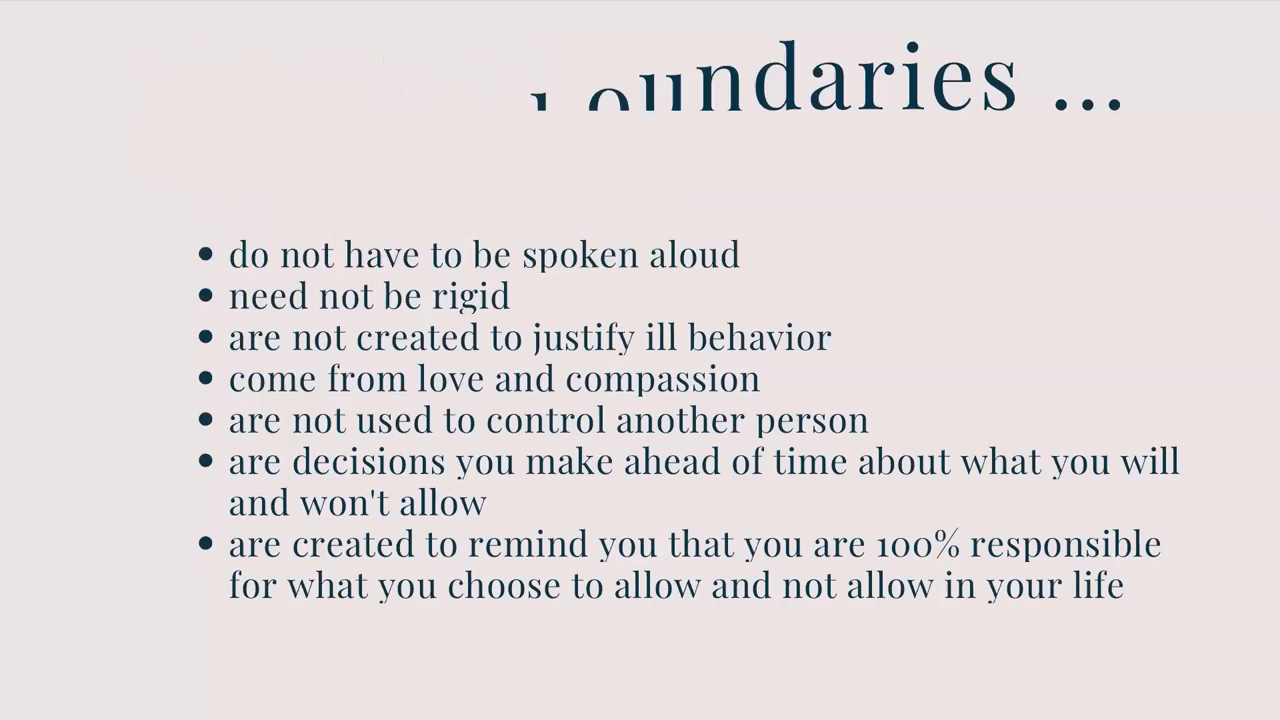 boundaries ...
• do not have to be spoken aloud
• need not be rigid
• are not created to justify ill behavior
• come from love and compassion
• are not used to control another person
• are decisions you make ahead of time about what you will
and won't allow
• are created to remind you that you are 100% responsible
for what you choose to allow and not allow in your life